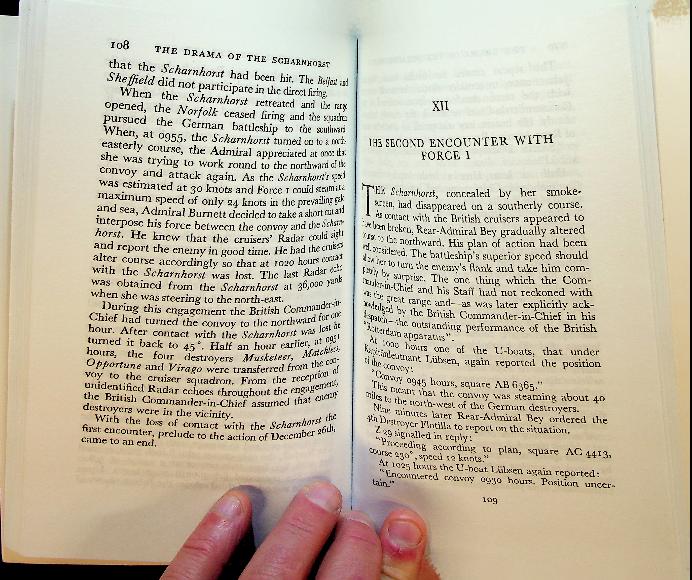 108 THE DRAMA OF THE SCHARNHORST
that the Scharnhorst had been hit. The Belfast and
Sheffield did not participate in the direct firing.
When the Scharnhorst retreated and the range
opened, the Norfolk ceased firing and the squadron
pursued the German battleship to the southward.
When, at 0955, the Scharnhorst turned on to a north-
easterly course, the Admiral appreciated at once that
she was trying to work round to the northward of the
convoy and attack again. As the Scharnhorst's speed
was estimated at 30 knots and Force 1 could steam at a
maximum speed of only 24 knots in the prevailing gale
and sea, Admiral Burnett decided to take a short cut and
interpose his force between the convoy and the Scharn-
horst. He knew that the cruisers' Radar could sight
and report the enemy in good time. He had the cruisers
alter course accordingly so that at 1020 hours contact
with the Scharnhorst was lost. The last Radar echo
was obtained from the Scharnhorst at 36,000 yards
when she was steering to the north-east.
During this engagement the British Commander-in-
Chief had turned the convoy to the northward for one
hour. After contact with the Scharnhorst was lost he
turned it back to 45°. Half an hour earlier, at 0951
hours, the four destroyers Musketeer, Matchless,
Opportune and Virago were transferred from the con-
voy to the cruiser squadron. From the reception of
unidentified Radar echoes throughout the engagement,
the British Commander-in-Chief assumed that enemy
destroyers were in the vicinity.
With the loss of contact with the Scharnhorst the
first encounter, prelude to the action of December 26th,
came to an end.
XII
THE SECOND ENCOUNTER WITH
FORCE 1
THE Scharnhorst, concealed by her smoke-
screen, had disappeared on a southerly course.
As contact with the British cruisers appeared to
have been broken, Rear-Admiral Bey gradually altered
course to the northward. His plan of action had been
well considered. The battleship's superior speed should
allow her to turn the enemy's flank and take him com-
pletely by surprise. The one thing which the Com-
mander-in-Chief and his Staff had not reckoned with
was the great range and—as was later explicitly ack-
nowledged by the British Commander-in-Chief in his
dispatch—the outstanding performance of the British
"Rotterdam apparatus".
At 1000 hours one of the U-boats, that under
Kapitänleutnant Lübsen, again reported the position
of the convoy:
"Convoy 0945 hours, square AB 6365."
This meant that the convoy was steaming about 40
miles to the north-west of the German destroyers.
Nine minutes later Rear-Admiral Bey ordered the
4th Destroyer Flotilla to report on the situation.
Z 29 signalled in reply:
"Proceeding according to plan, square AC 4413,
course 230°, speed 12 knots."
At 1025 hours the U-boat Lübsen again reported:
"Encountered convoy 0930 hours. Position uncer-
tain."
109